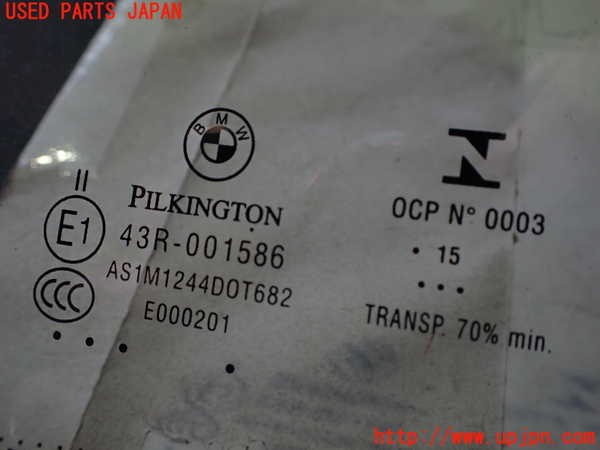 USED PARTS JAPAN
BMW
II
PILKINGTON
E1
43R-001586
CCC
AS1M1244DOT682
E000201
OCP Nº 0003
· 15
...
TRANSP. 70% min.
http://www.upjpn.com/